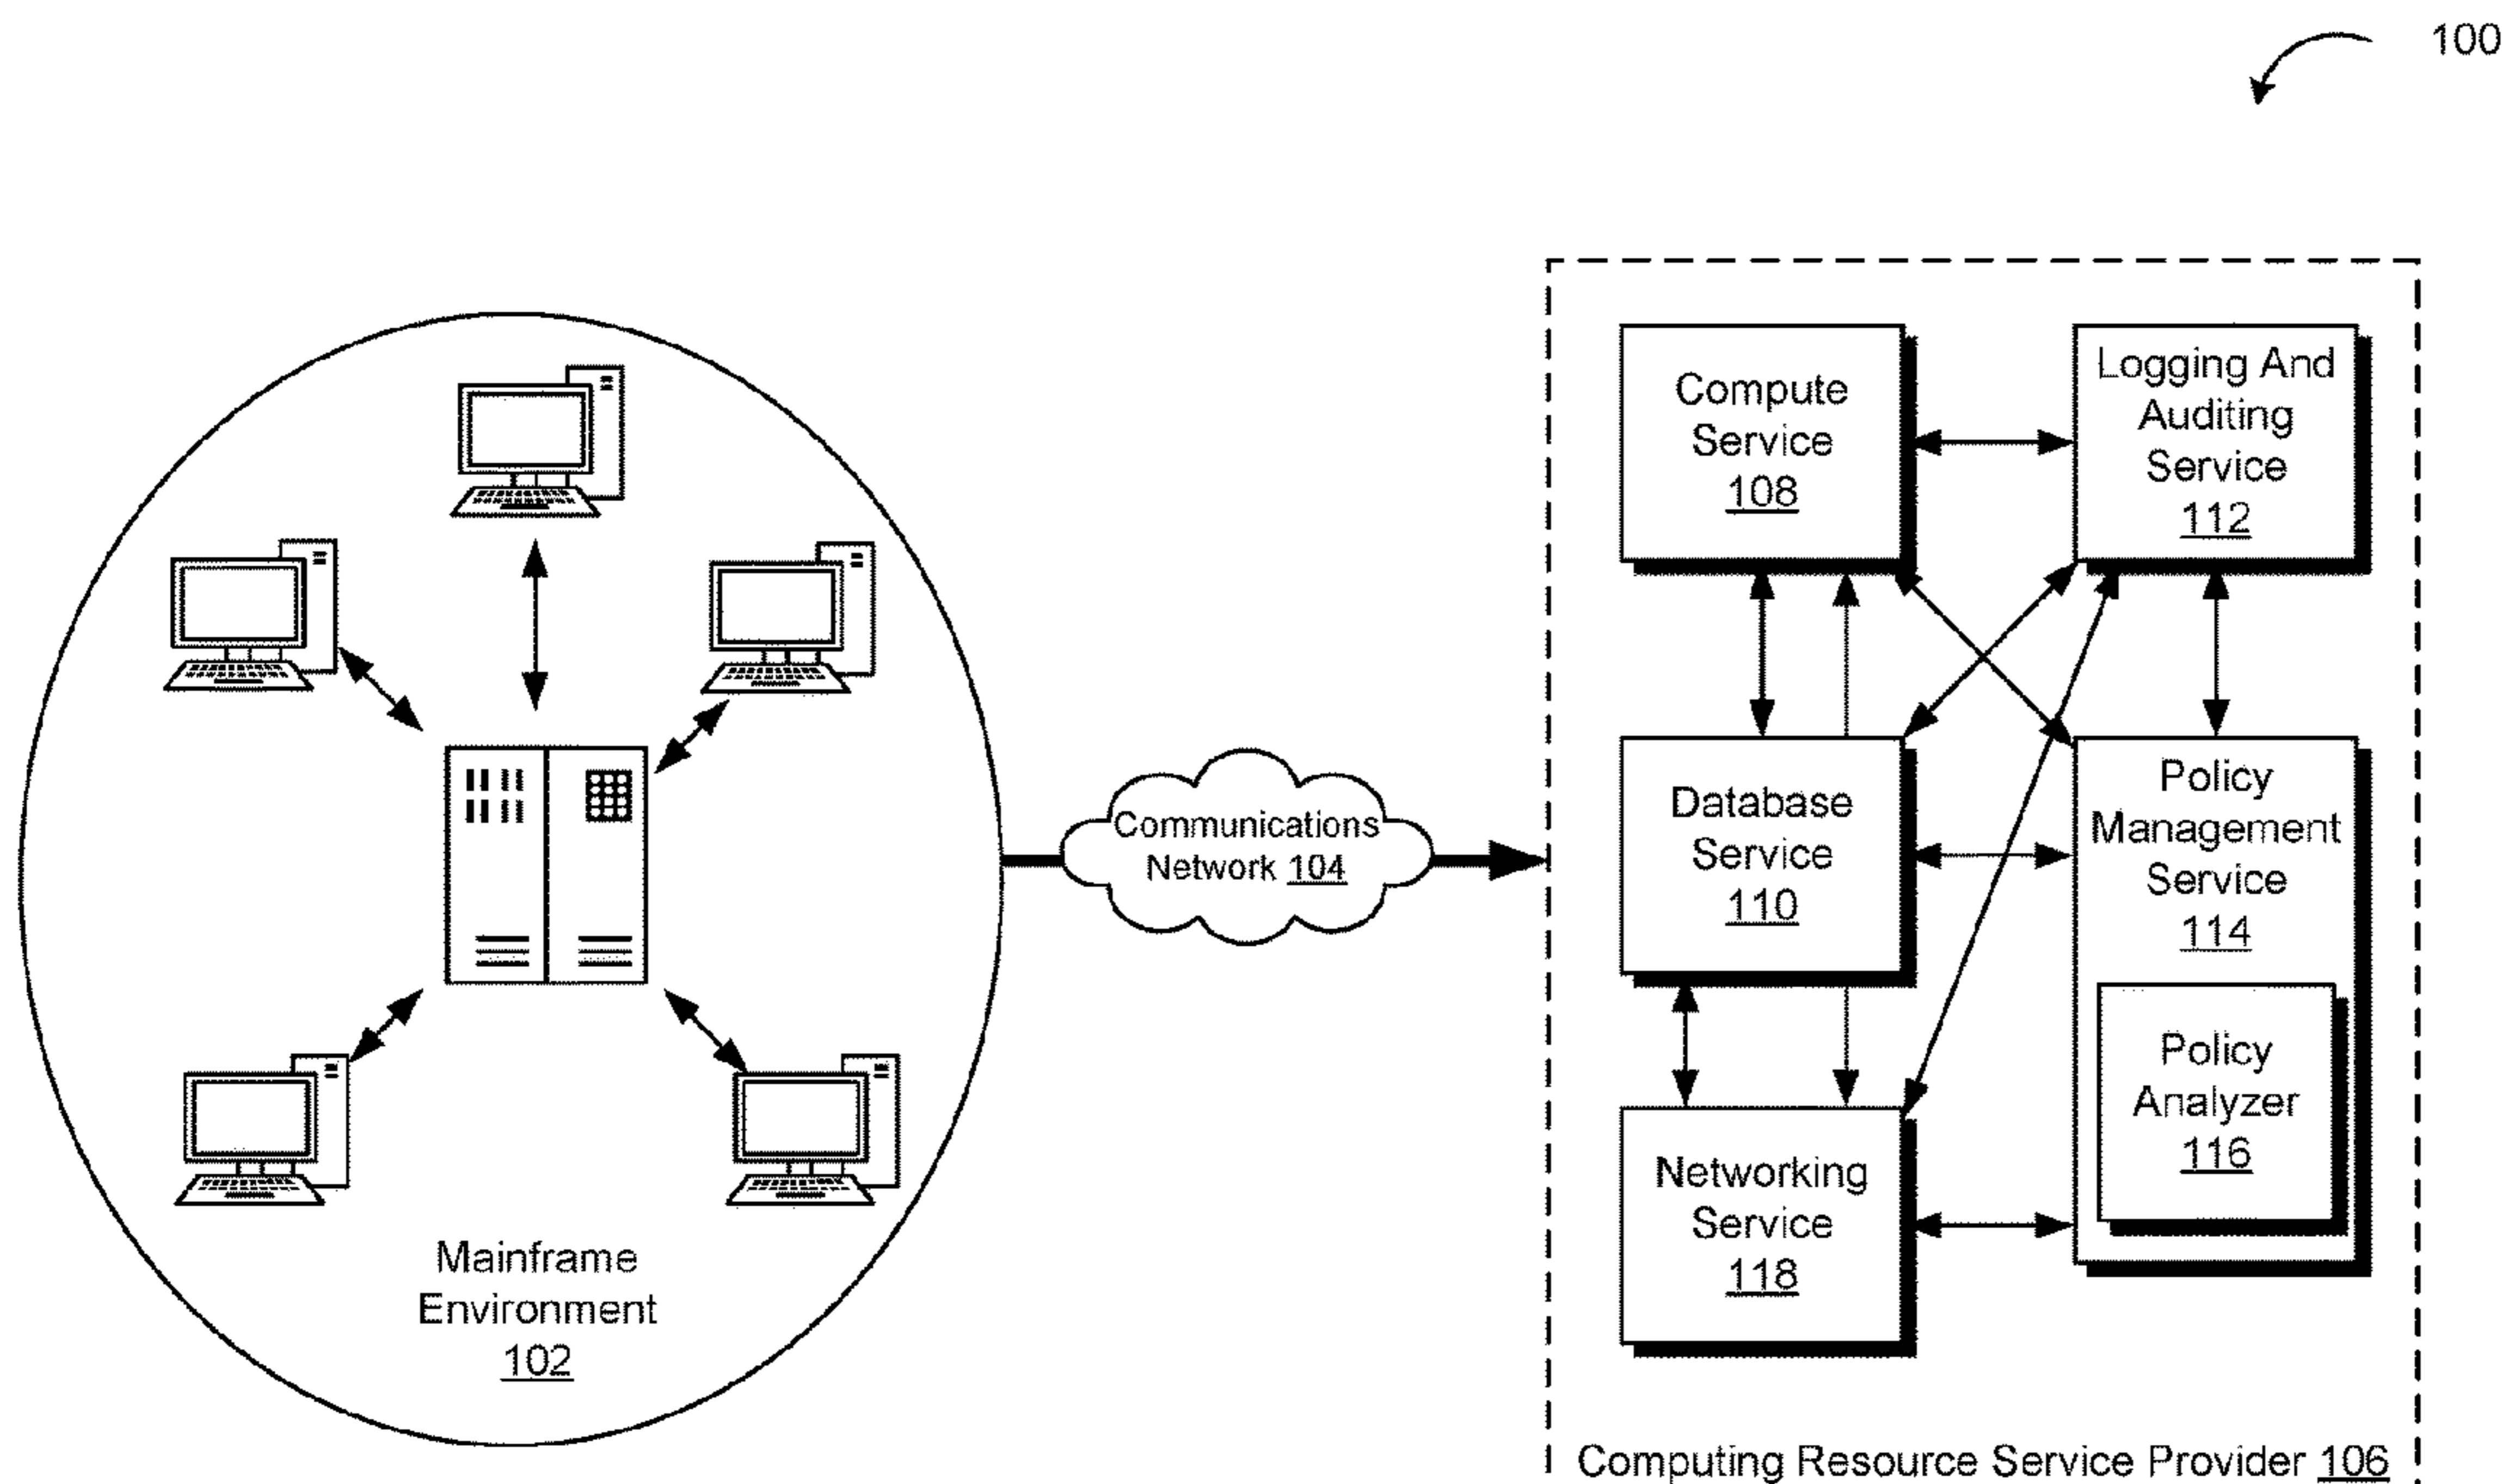 100
Compute
Service
108
Logging And
Auditing
Service
112
Communications
Network 104
Database
Service
110
Policy
Management
Service
114
Policy
Analyzer
116
Networking
Service
118
Mainframe
Environment
102
Computing Resource Service Provider 106